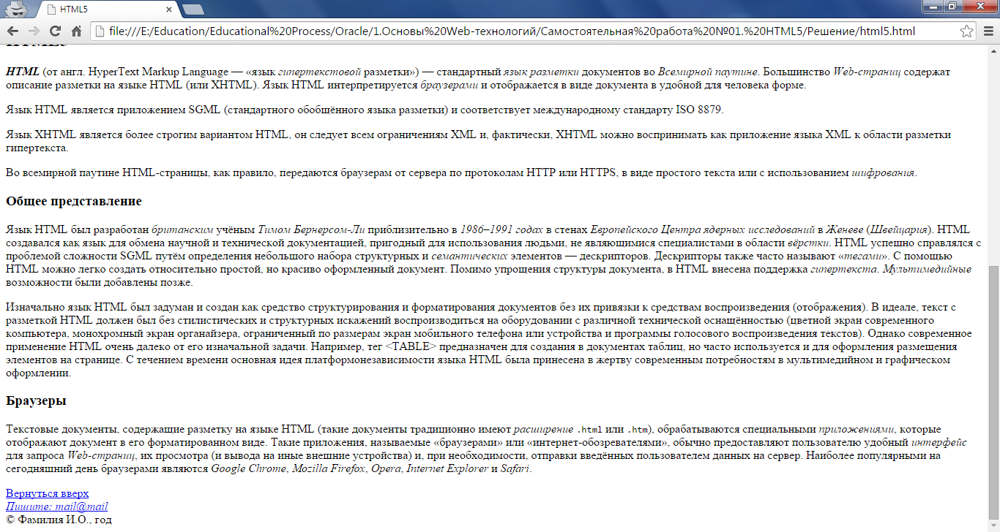 HTML5
file:///E:/Education/Educational%20Process/Oracle/1.Основы%20Web-технологий/Самостоятельная%20работа%20№01.%20HTML5/Решение/html5.html
HTML5
HTML (от англ. HyperText Markup Language — «язык гипертекстовой разметки») — стандартный язык разметки документов во Всемирной паутине. Большинство Web-страниц содержат
описание разметки на языке HTML (или XHTML). Язык HTML интерпретируется браузерами и отображается в виде документа в удобной для человека форме.
Язык HTML является приложением SGML (стандартного обобщённого языка разметки) и соответствует международному стандарту ISO 8879.
Язык XHTML является более строгим вариантом HTML, он следует всем ограничениям XML и, фактически, XHTML можно воспринимать как приложение языка XML к области разметки
гипертекста.
Во всемирной паутине HTML-страницы, как правило, передаются браузерам от сервера по протоколам HTTP или HTTPS, в виде простого текста или с использованием шифрования.
Общее представление
Язык HTML был разработан британским учёным Тимом Бернерсом-Ли приблизительно в 1986–1991 годах в стенах Европейского Центра ядерных исследований в Женеве (Швейцария). HTML
создавался как язык для обмена научной и технической документацией, пригодный для использования людьми, не являющимися специалистами в области вёрстки. HTML успешно справлялся с
проблемой сложности SGML путём определения небольшого набора структурных и семантических элементов — дескрипторов. Дескрипторы также часто называют «тегами». С помощью
HTML можно легко создать относительно простой, но красиво оформленный документ. Помимо упрощения структуры документа, в HTML внесена поддержка гипертекста. Мультимедийные
возможности были добавлены позже.
Изначально язык HTML был задуман и создан как средство структурирования и форматирования документов без их привязки к средствам воспроизведения (отображения). В идеале, текст с
разметкой HTML должен был без стилистических и структурных искажений воспроизводиться на оборудовании с различной технической оснащённостью (цветной экран современного
компьютера, монохромный экран органайзера, ограниченный по размерам экран мобильного телефона или устройства и программы голосового воспроизведения текстов). Однако современное
применение HTML очень далеко от его изначальной задачи. Например, тег <TABLE> предназначен для создания в документах таблиц, но часто используется и для оформления размещения
элементов на странице. С течением времени основная идея платформонезависимости языка HTML была принесена в жертву современным потребностям в мультимедийном и графическом
оформлении.
Браузеры
Текстовые документы, содержащие разметку на языке HTML (такие документы традиционно имеют расширение .html или .htm), обрабатываются специальными приложениями, которые
отображают документ в его форматированном виде. Такие приложения, называемые «браузерами» или «интернет-обозревателями», обычно предоставляют пользователю удобный интерфейс
для запроса Web-страниц, их просмотра (и вывода на иные внешние устройства) и, при необходимости, отправки введённых пользователем данных на сервер. Наиболее популярными на
сегодняшний день браузерами являются Google Chrome, Mozilla Firefox, Opera, Internet Explorer и Safari.
Вернуться вверх
Пишите: mail@mail
© Фамилия И.О., год